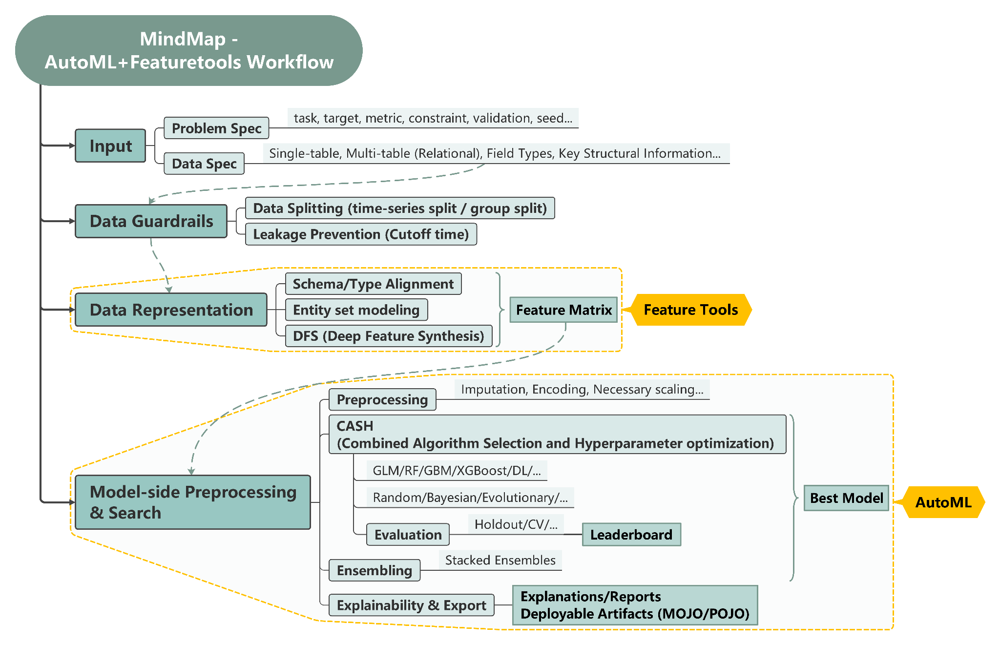 MindMap -
AutoML+Featuretools Workflow
Input
Problem Spec
task, target, metric, constraint, validation, seed...
Data Spec
Single-table, Multi-table (Relational), Field Types, Key Structural Information...
Data Guardrails
Data Splitting (time-series split / group split)
Leakage Prevention (Cutoff time)
Data Representation
Schema/Type Alignment
Entity set modeling
DFS (Deep Feature Synthesis)
Feature Matrix
Feature Tools
Model-side Preprocessing
& Search
Preprocessing
Imputation, Encoding, Necessary scaling...
CASH
(Combined Algorithm Selection and Hyperparameter optimization)
GLM/RF/GBM/XGBoost/DL/...
Random/Bayesian/Evolutionary/...
Evaluation
Holdout/CV/...
Leaderboard
Ensembling
Stacked Ensembles
Best Model
AutoML
Explainability & Export
Explanations/Reports
Deployable Artifacts (MOJO/POJO)